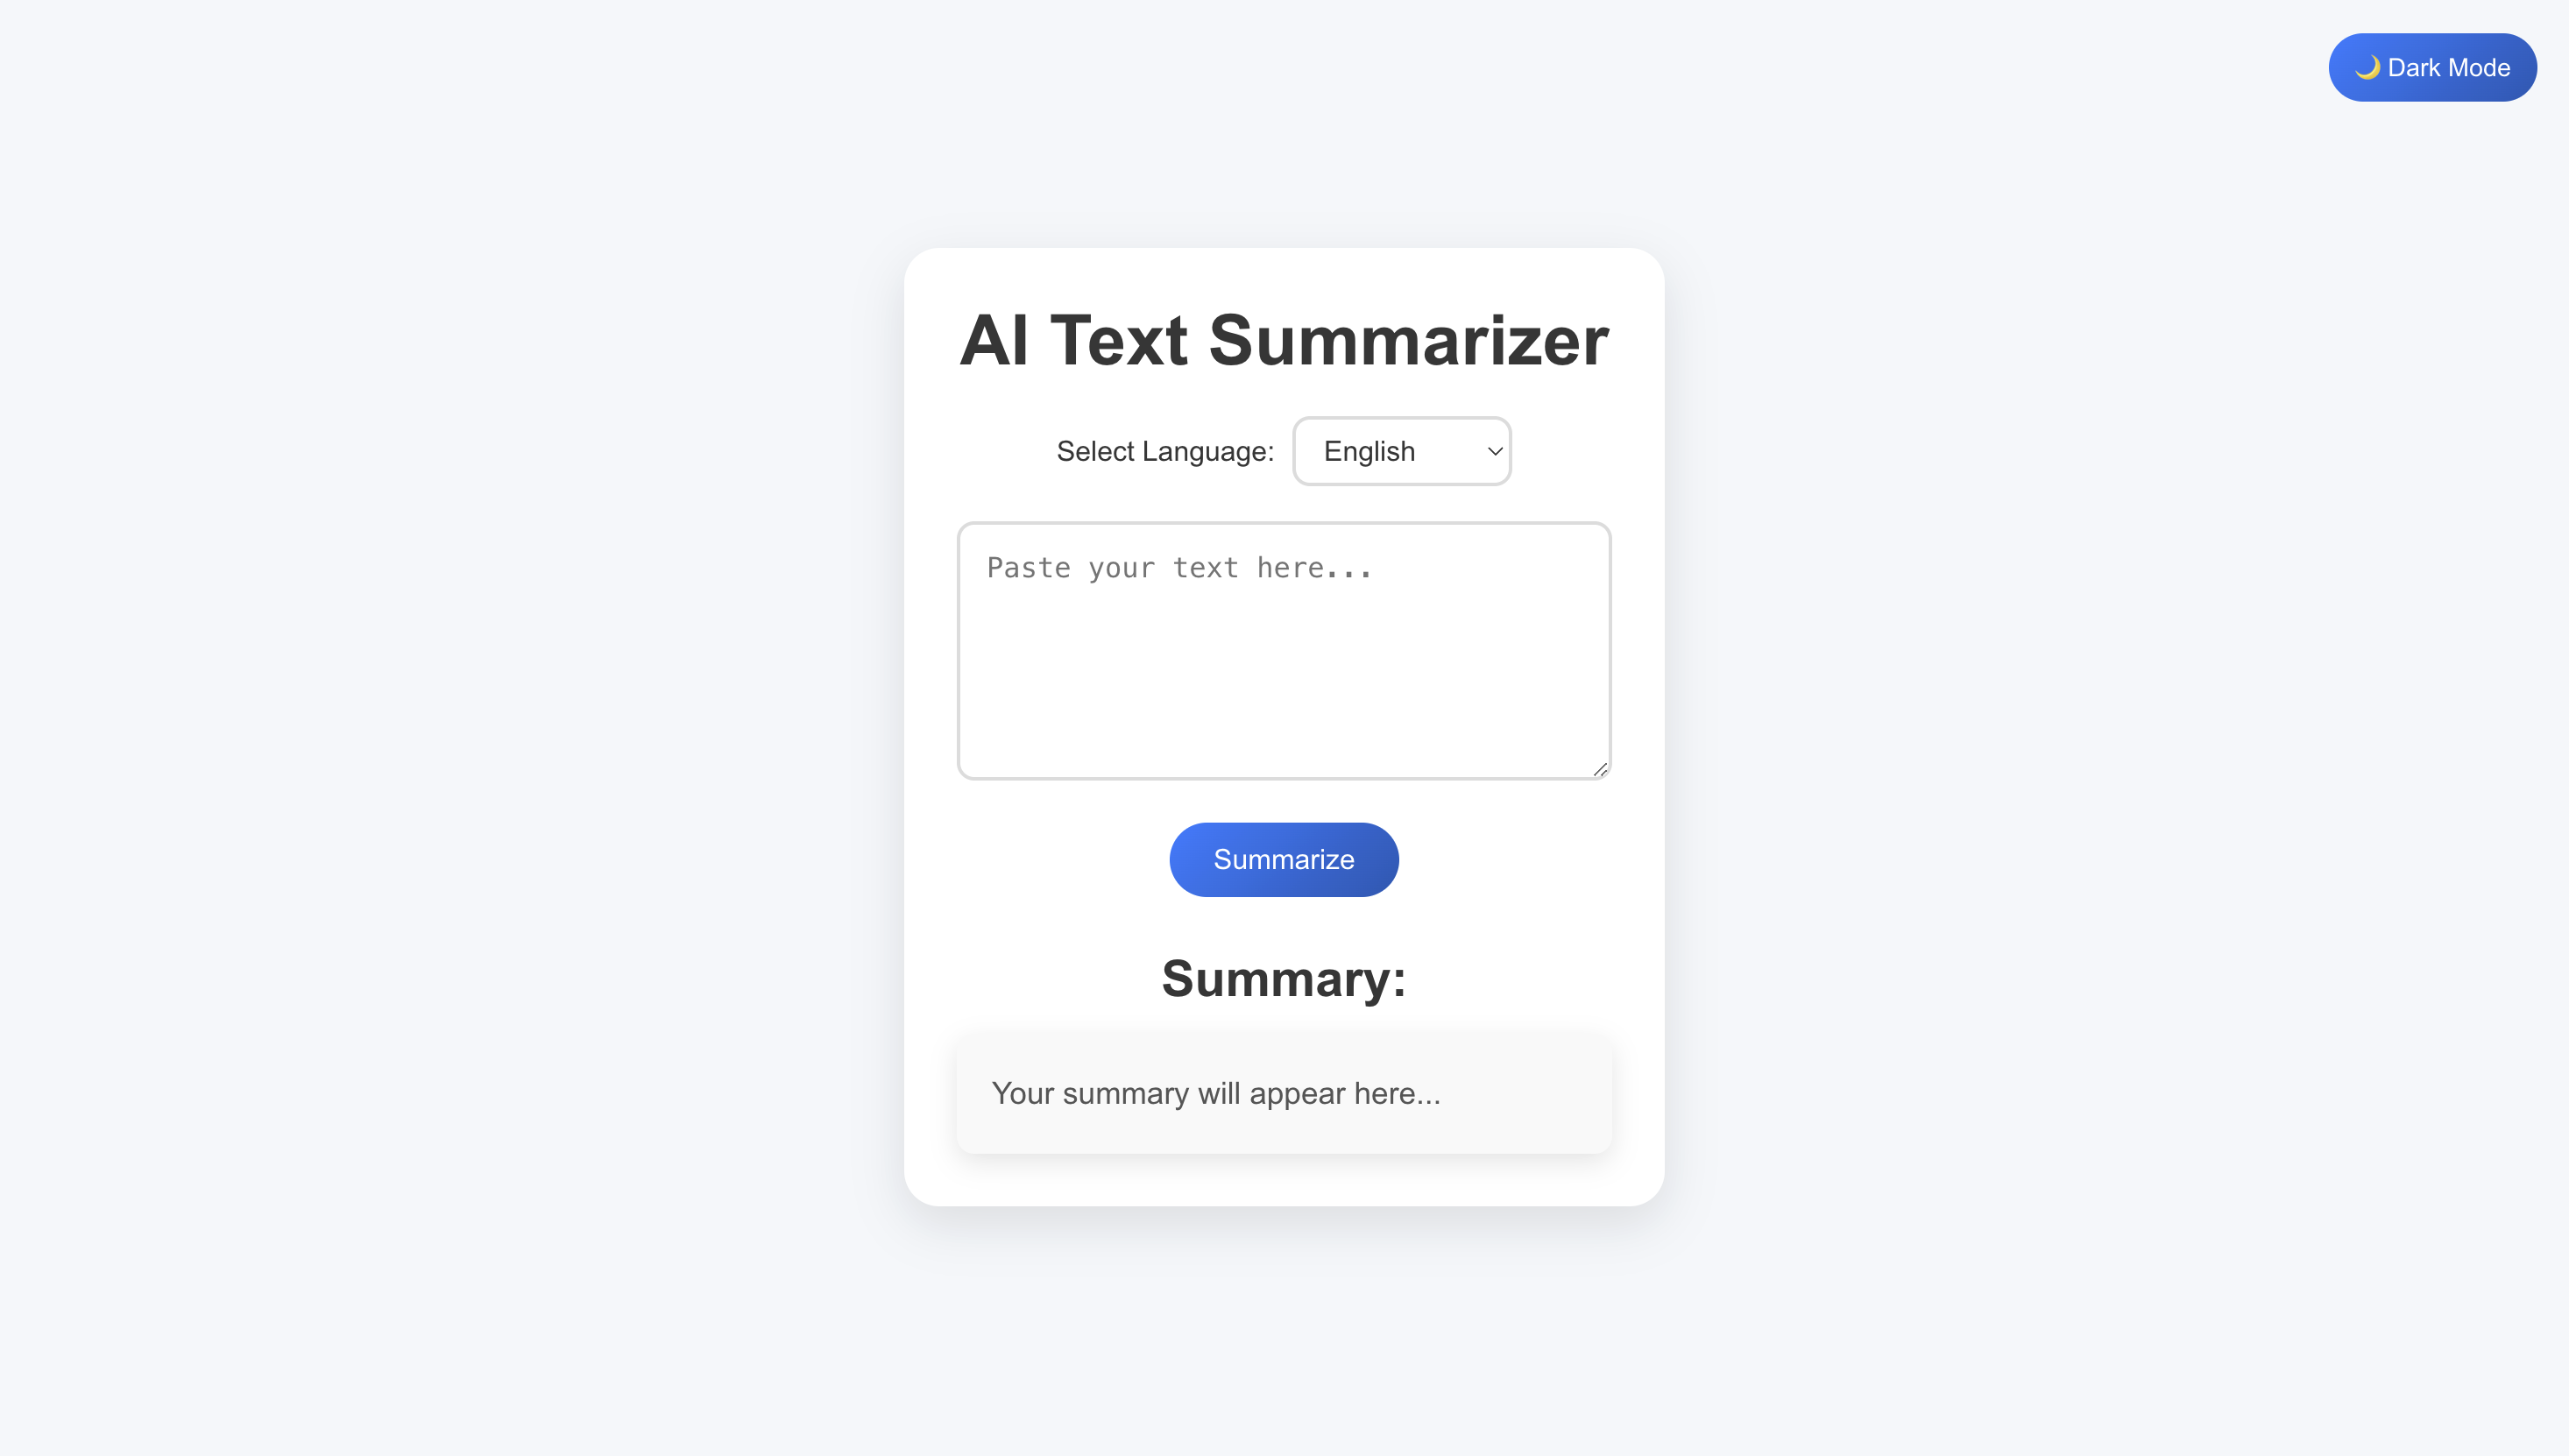 🌙 Dark Mode
AI Text Summarizer
Select Language: English
Paste your text here...
Summarize
Summary:
Your summary will appear here...